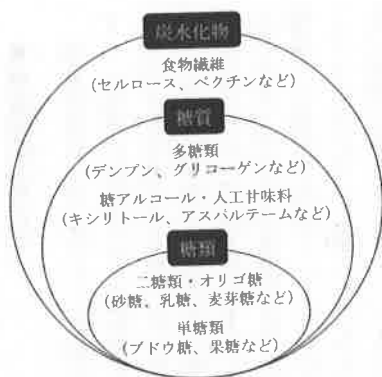 炭水化物
食物繊維
(セルロース、ペクチンなど)
糖質
多糖類
(デンプン、グリコーゲンなど)
糖アルコール・人工甘味料
(キシリトール、アスパルテームなど)
糖類
二糖類・オリゴ糖
(砂糖、乳糖、麦芽糖など)
単糖類
(ブドウ糖、果糖など)